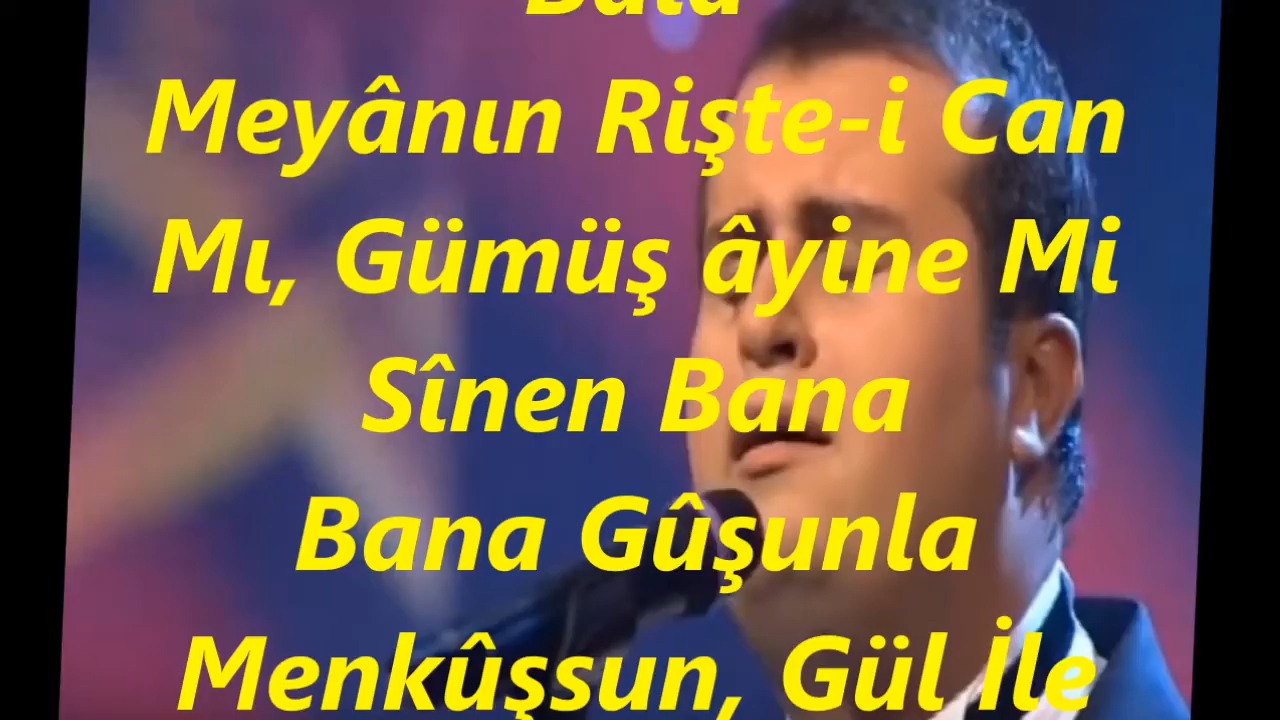 Meyânın Rişte-i Can
Mı, Gümüş âyine Mi
Sînen Bana
Bana Gûşunla
Menkûşsun, Gül İle